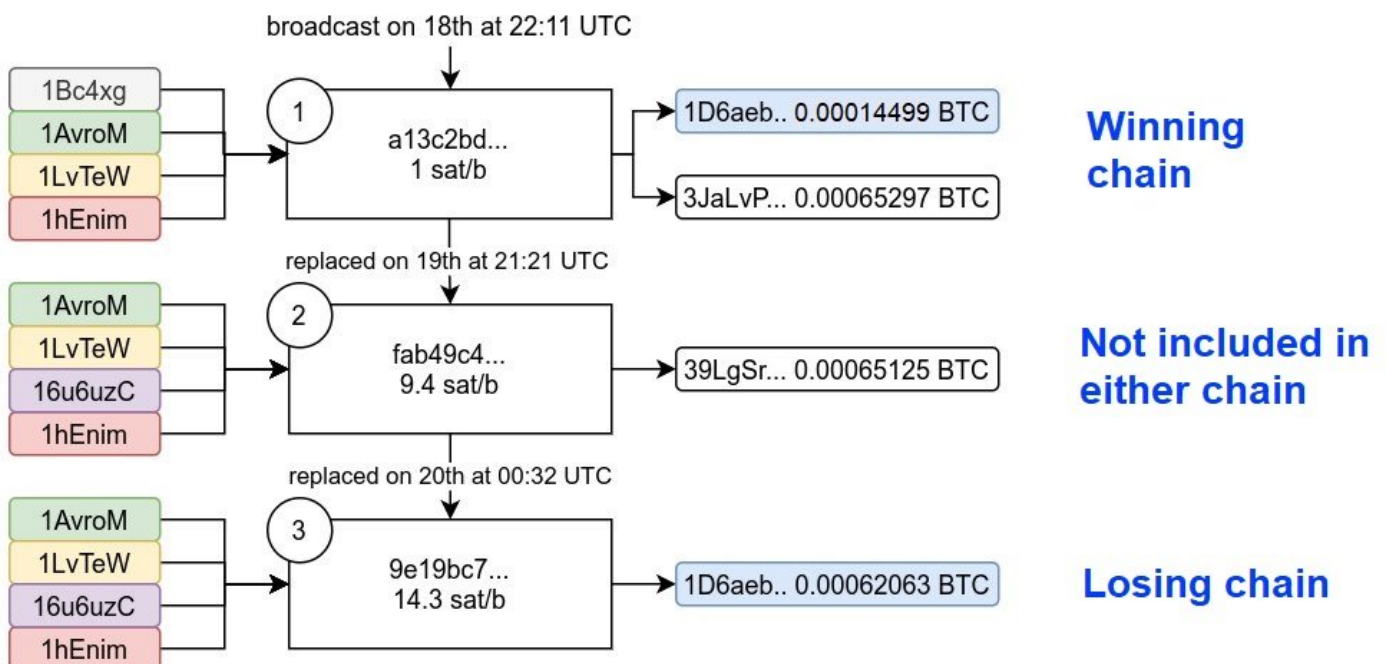 broadcast on 18th at 22:11 UTC
1Bc4xg
1AvroM
1LvTeW
1hEnim
1
a13c2bd...
1 sat/b
1D6aeb.. 0.00014499 BTC
3JaLvP... 0.00065297 BTC
Winning
chain
replaced on 19th at 21:21 UTC
1AvroM
1LvTeW
16u6uzC
1hEnim
2
fab49c4...
9.4 sat/b
39LgSr... 0.00065125 BTC
Not included in
either chain
replaced on 20th at 00:32 UTC
1AvroM
1LvTeW
16u6uzC
1hEnim
3
9e19bc7...
14.3 sat/b
1D6aeb.. 0.00062063 BTC
Losing chain